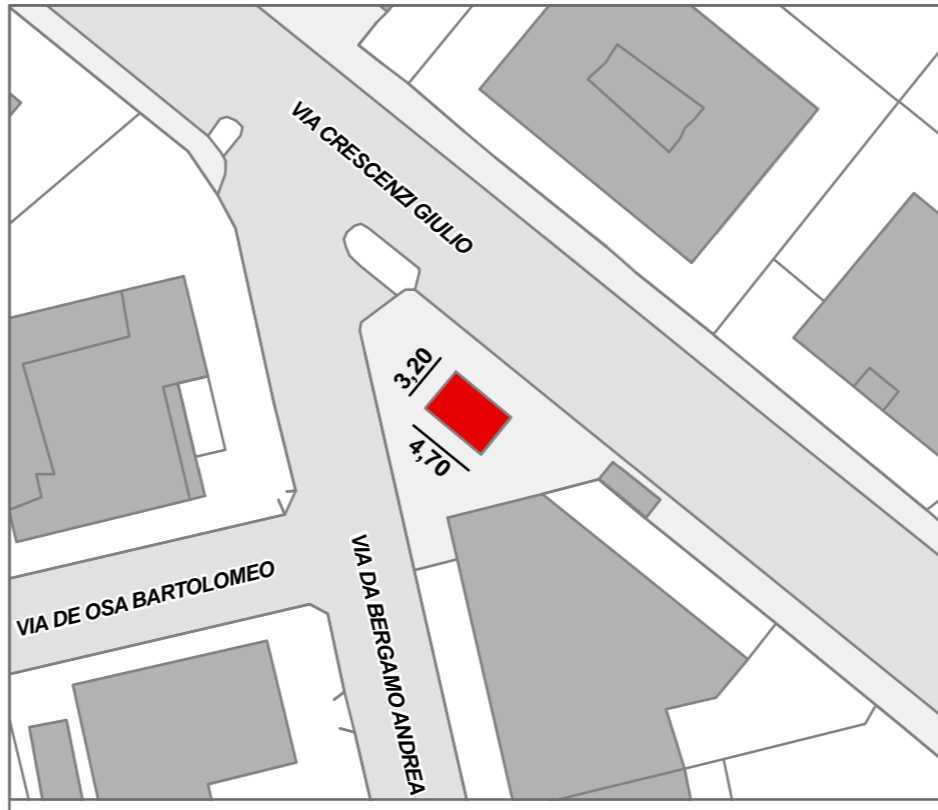 VIA CRESCENZI GIULIO
3,20
4,70
VIA DE OSA BARTOLOMEO
VIA DA BERGAMO ANDREA